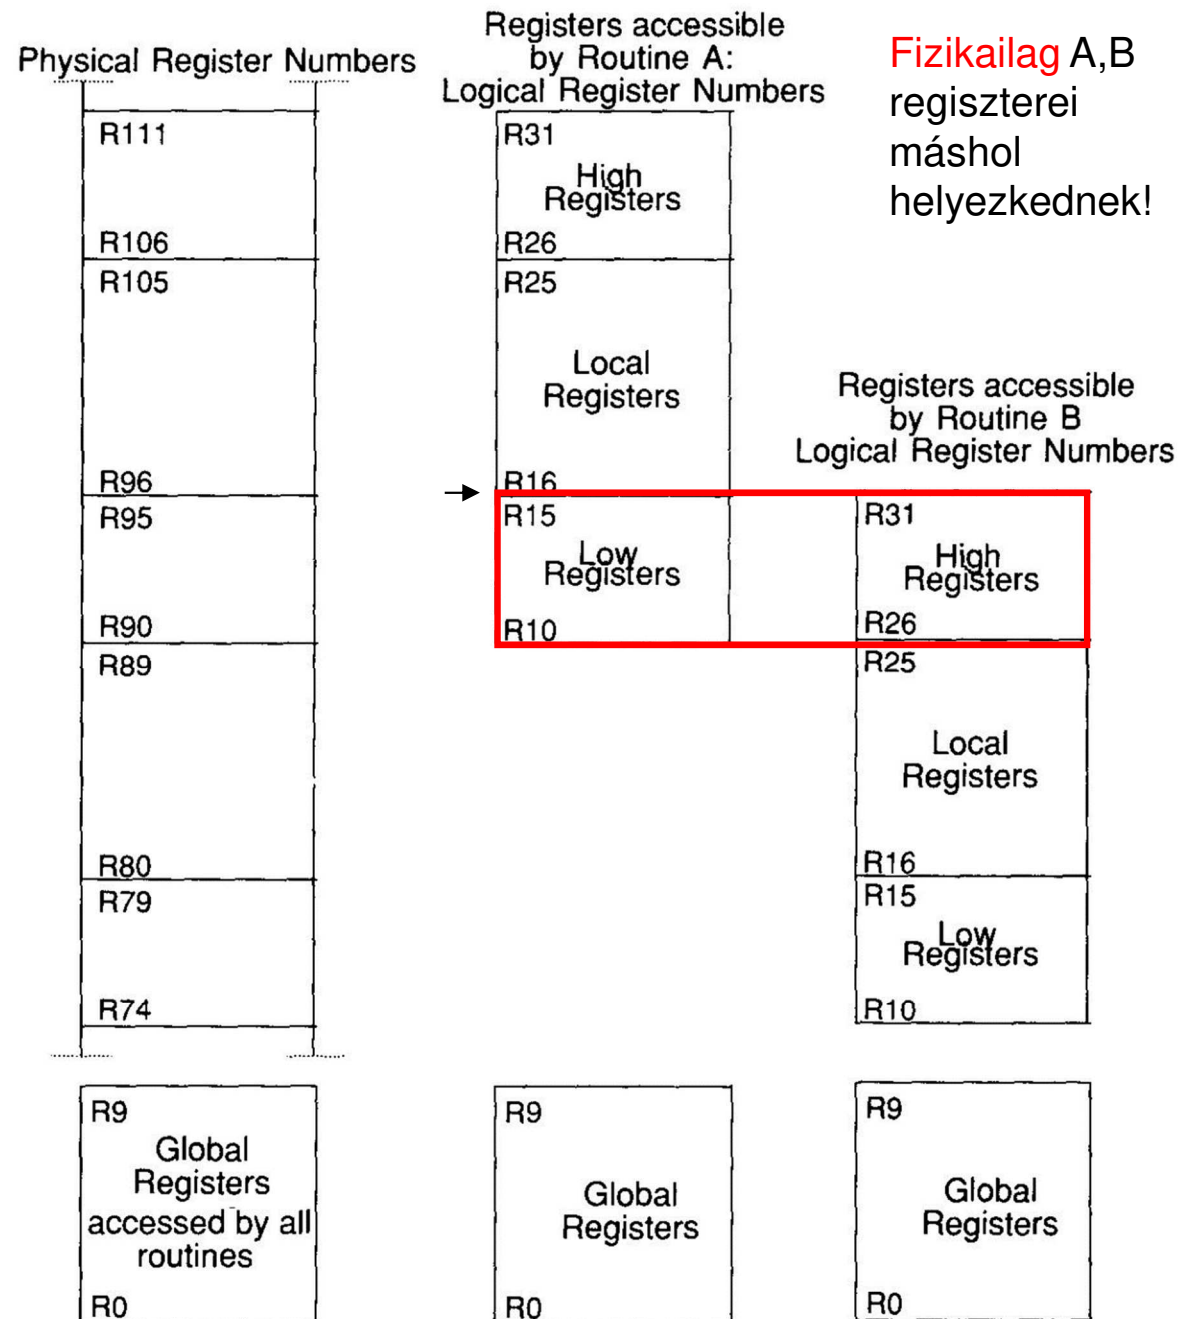 Physical Register Numbers
R111
R106
R105
R96
R95
R90
R89
R80
R79
R74
R9
Global
Registers
accessed by all
routines
R0
Registers accessible
by Routine A:
Logical Register Numbers
R31
High
Registers
R26
R25
Local
Registers
R16
R15
Low
Registers
R10
R9
Global
Registers
R0
Fizikailag A,B
regiszterei
máshol
helyezkednek!
Registers accessible
by Routine B
Logical Register Numbers
R31
High
Registers
R26
R25
Local
Registers
R16
R15
Low
Registers
R10
R9
Global
Registers
R0